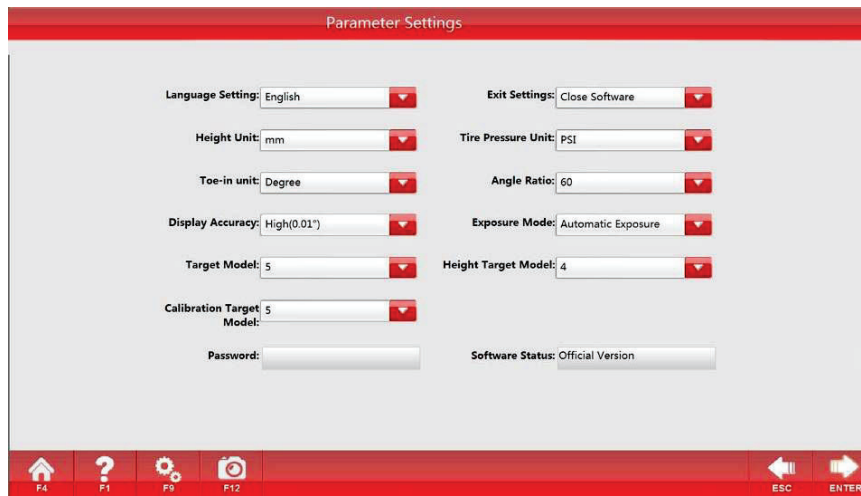 Parameter Settings
Language Setting: English
Exit Settings: Close Software
Height Unit: mm
Tire Pressure Unit: PSI
Toe-in unit: Degree
Angle Ratio: 60
Display Accuracy: High(0.01°)
Exposure Mode: Automatic Exposure
Target Model: 5
Height Target Model: 4
Calibration Target 5
Model:
Password:
Software Status: Official Version
F4 F1 F9 F12 ESC ENTER